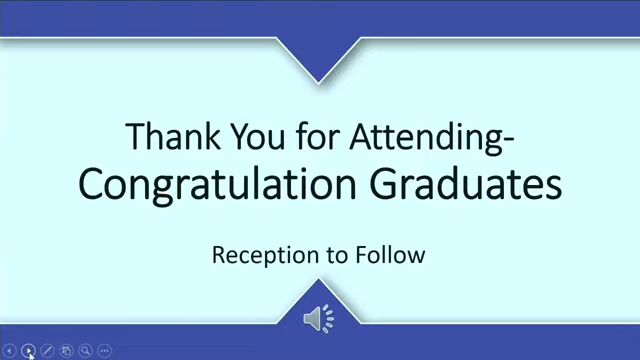 Thank You for Attending-
Congratulation Graduates
Reception to Follow